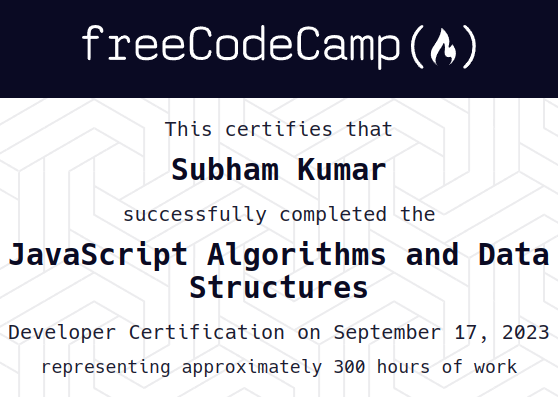 freeCodeCamp(🔥)
This certifies that
Subham Kumar
successfully completed the
JavaScript Algorithms and Data
Structures
Developer Certification on September 17, 2023
representing approximately 300 hours of work